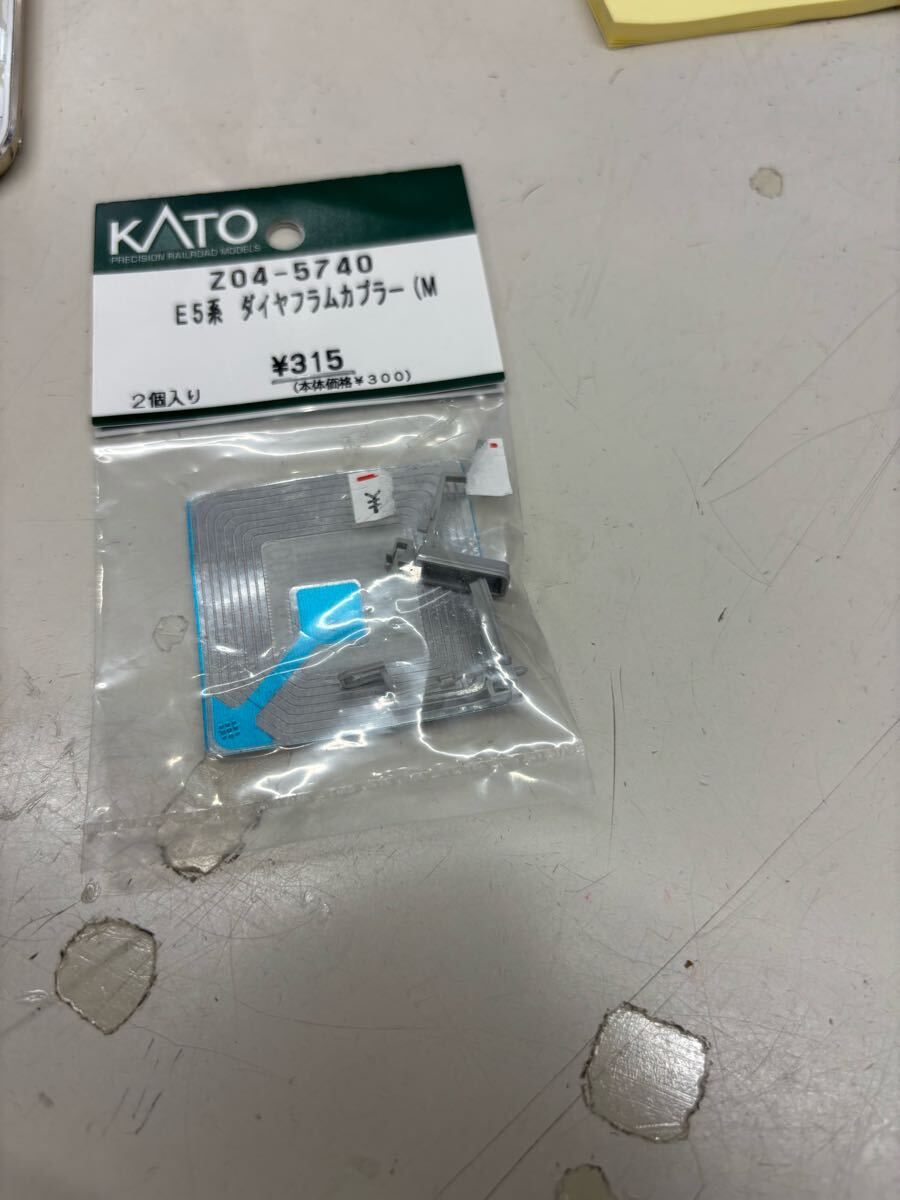 KATO
PRECISION RAILROAD MODELS
Z04-5740
E5系 ダイヤフラムカプラー (M
¥315
(本体価格¥300)
2個入り
¥